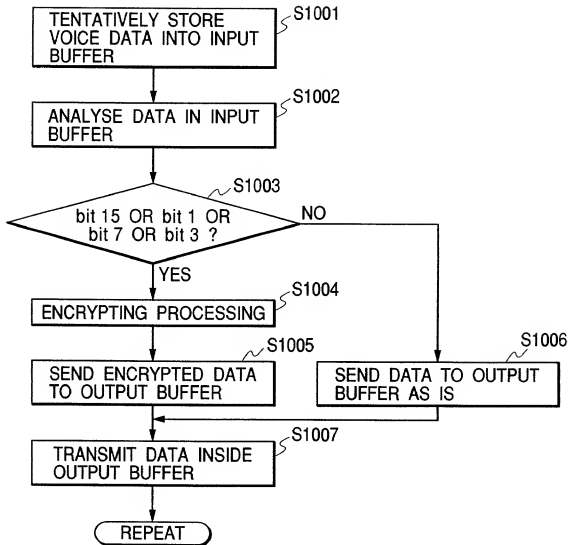 TENTATIVELY STORE
VOICE DATA INTO INPUT
BUFFER
S1001
ANALYSE DATA IN INPUT
BUFFER
S1002
S1003
bit 15 OR bit 1 OR
bit 7 OR bit 3 ?
NO
YES
ENCRYPTING PROCESSING
S1004
S1005
SEND ENCRYPTED DATA
TO OUTPUT BUFFER
S1006
SEND DATA TO OUTPUT
BUFFER AS IS
S1007
TRANSMIT DATA INSIDE
OUTPUT BUFFER
REPEAT